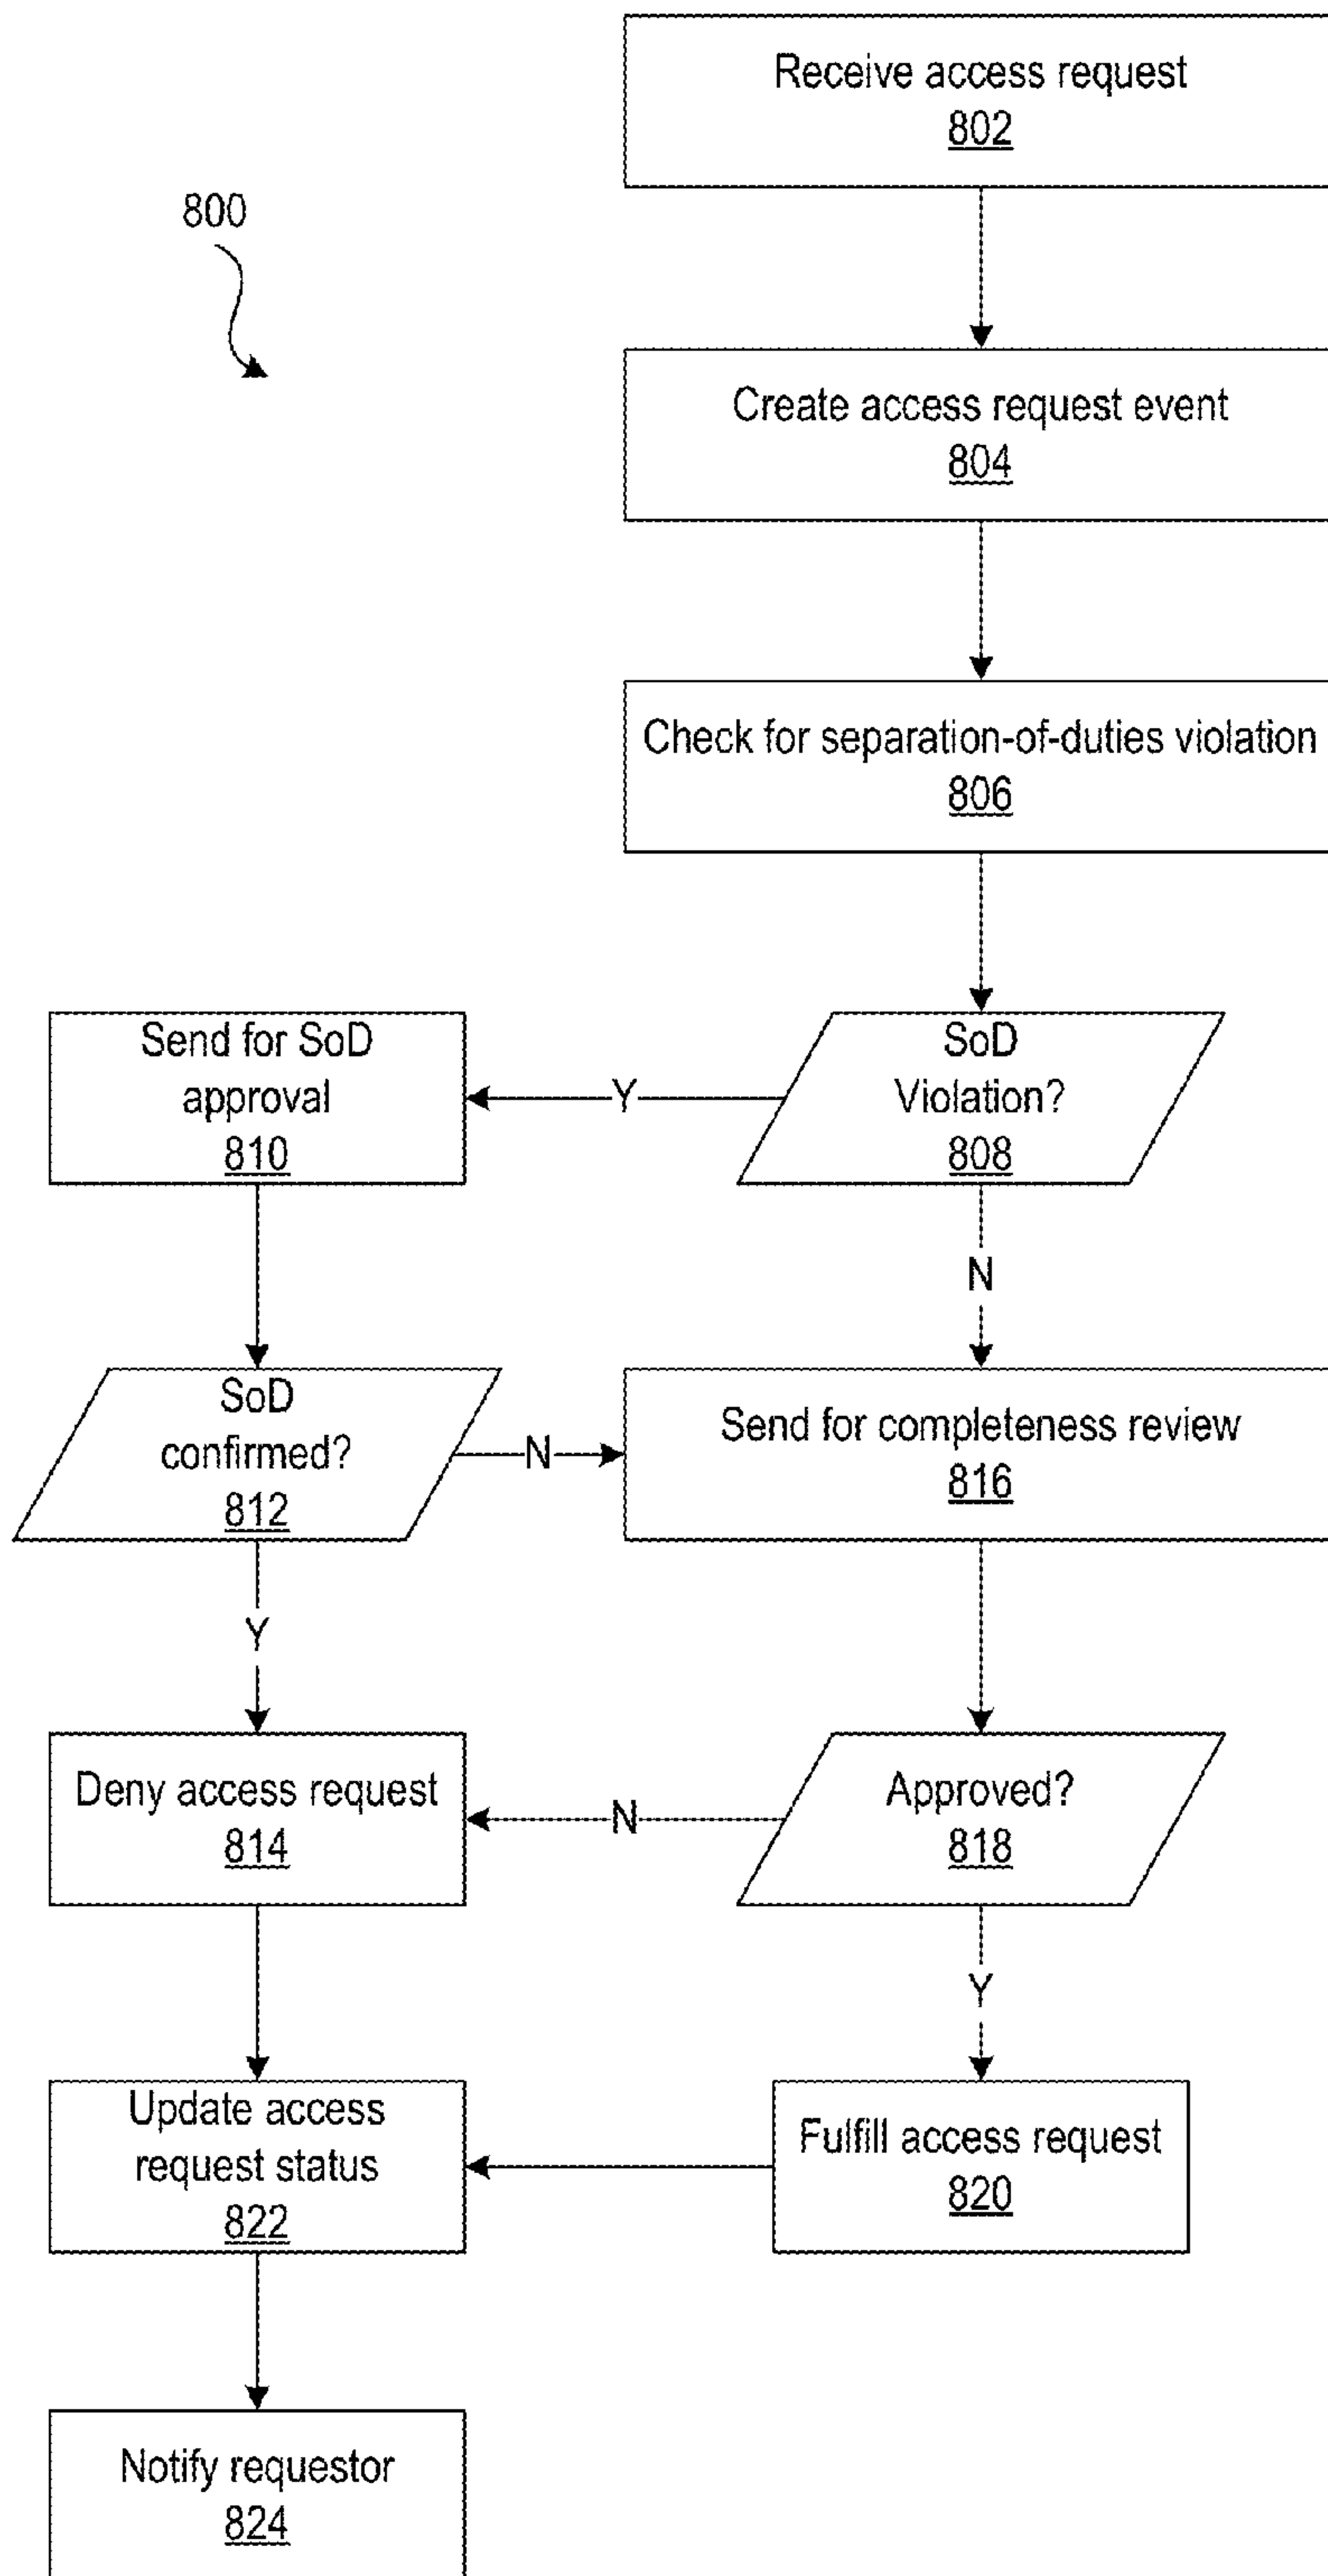 Receive access request
802
800
Create access request event
804
Check for separation-of-duties violation
806
Send for SoD
approval
810
Y
SoD
Violation?
808
N
SoD
confirmed?
812
N
Send for completeness review
816
Y
Deny access request
814
N
Approved?
818
Y
Update access
request status
822
Fulfill access request
820
Notify requestor
824